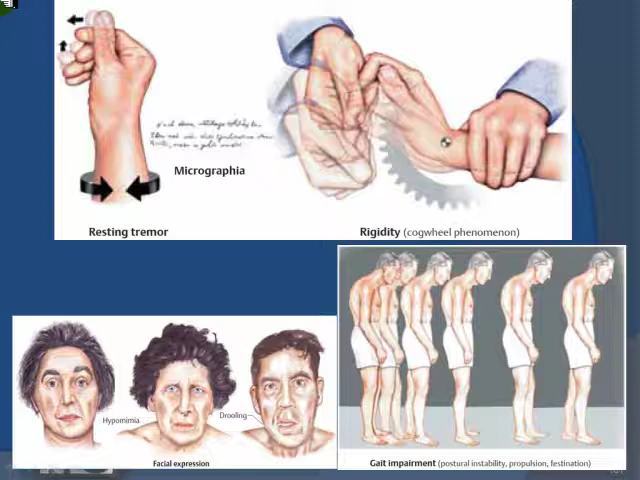 Micrographia
Resting tremor
Rigidity (cogwheel phenomenon)
Hypomimia
Drooling
Facial expression
Gait impairment (postural instability, propulsion, festination)